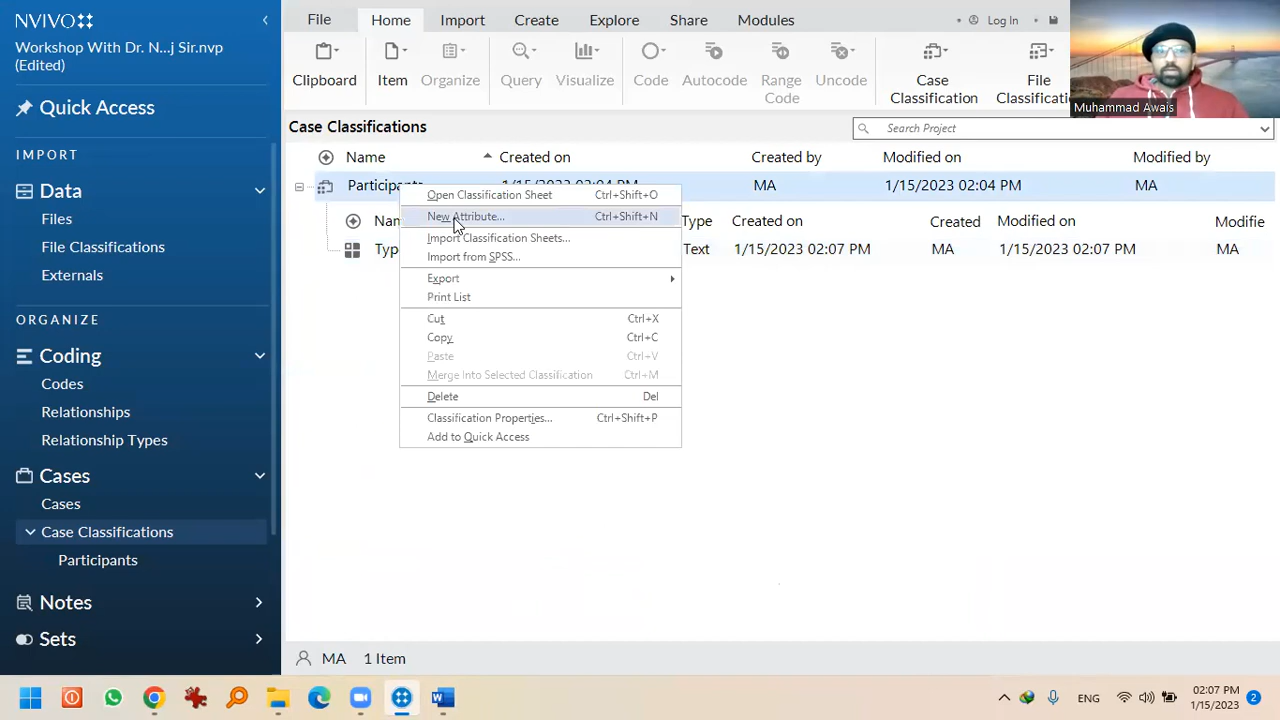 NVIVO
Workshop With Dr. N...j Sir.nvp
(Edited)
Quick Access
IMPORT
Data
Files
File Classifications
Externals
ORGANIZE
Coding
Codes
Relationships
Relationship Types
Cases
Cases
Case Classifications
Participants
Notes
Sets
File Home Import Create Explore Share Modules Log In
Clipboard Item Organize Query Visualize Code Autocode Range Code Uncode Case Classification File Classificati
Muhammad Awais
Case Classifications
Search Project
Name Created on Created by Modified on Modified by
Participants 1/15/2023 02:04 PM MA 1/15/2023 02:04 PM MA
Type Created on Created Modified on Modifie
Text 1/15/2023 02:07 PM MA 1/15/2023 02:07 PM MA
Open Classification Sheet Ctrl+Shift+O
New Attribute... Ctrl+Shift+N
Import Classification Sheets...
Import from SPSS...
Export
Print List
Cut Ctrl+X
Copy Ctrl+C
Paste Ctrl+V
Merge Into Selected Classification Ctrl+M
Delete Del
Classification Properties... Ctrl+Shift+P
Add to Quick Access
MA 1 Item
ENG
02:07 PM
1/15/2023
2